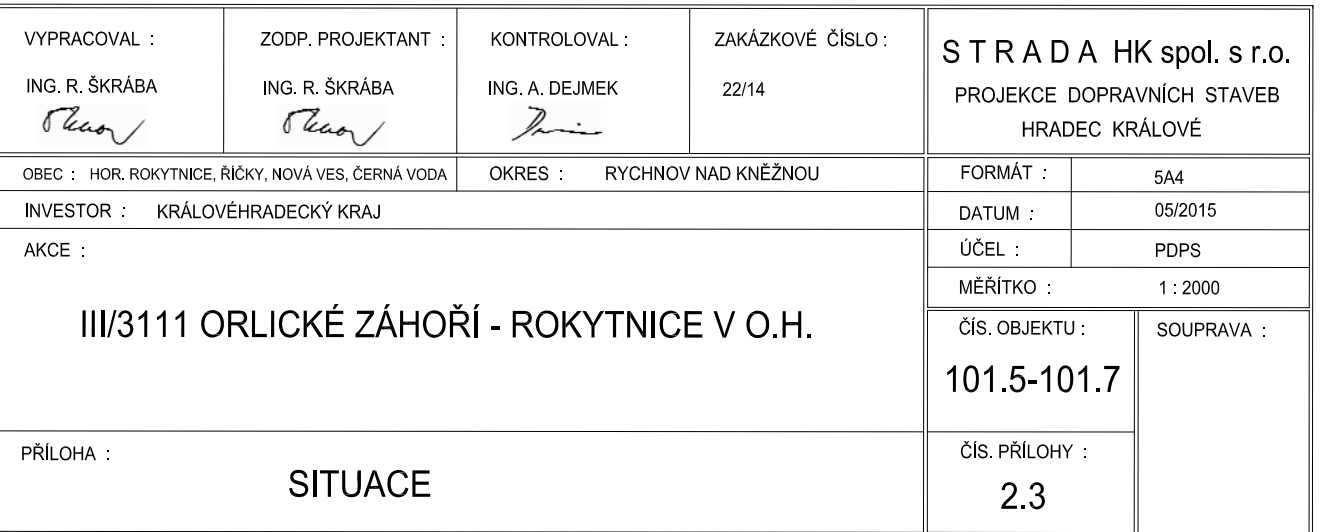 VYPRACOVAL :
ING. R. ŠKRÁBA
ZODP. PROJEKTANT :
ING. R. ŠKRÁBA
KONTROLOVAL :
ING. A. DEJMEK
ZAKÁZKOVÉ ČÍSLO :
22/14
S T R A D A HK spol. s r.o.
PROJEKCE DOPRAVNÍCH STAVEB
HRADEC KRÁLOVÉ
OBEC : HOR. ROKYTNICE, ŘÍČKY, NOVÁ VES, ČERNÁ VODA
OKRES : RYCHNOV NAD KNĚŽNOU
INVESTOR : KRÁLOVÉHRADECKÝ KRAJ
FORMÁT : 5A4
DATUM : 05/2015
ÚČEL : PDPS
MĚŘÍTKO : 1 : 2000
AKCE :
III/3111 ORLICKÉ ZÁHOŘÍ - ROKYTNICE V O.H.
ČÍS. OBJEKTU :
101.5-101.7
SOUPRAVA :
PŘÍLOHA :
SITUACE
ČÍS. PŘÍLOHY :
2.3